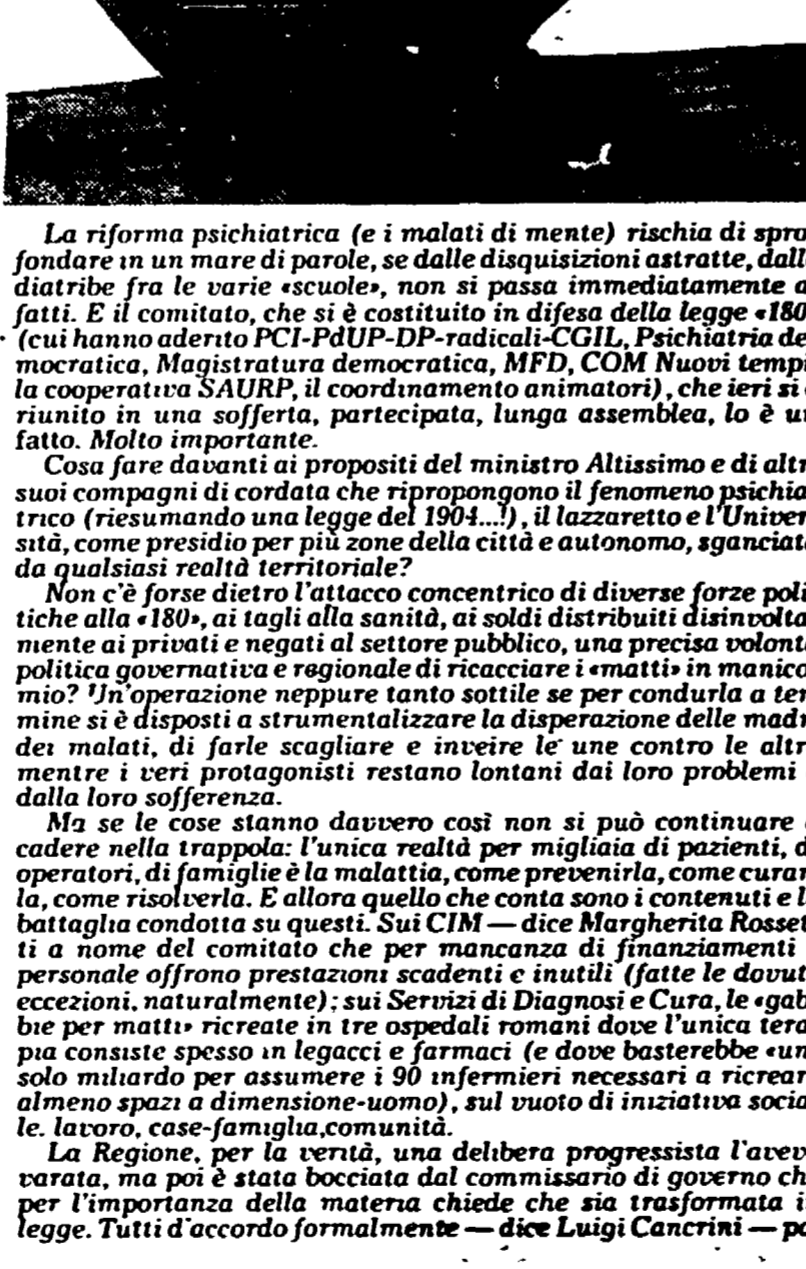 La riforma psichiatrica (e i malati di mente) rischia di spro
fondare in un mare di parole, se dalle disquisizioni astratte, dall
diatribe fra le varie «scuole», non si passa immediatamente a
fatti. E il comitato, che si è costituito in difesa della legge «180
(cui hanno aderito PCI-PdUP-DP-radicali-CGIL, Psichiatria de
mocratica, Magistratura democratica, MFD, COM Nuovi tempi
la cooperativa SAURP, il coordinamento animatori), che ieri si è
riunito in una sofferta, partecipata, lunga assemblea, lo è un
fatto. Molto importante.
Cosa fare davanti ai propositi del ministro Altissimo e di altr
suoi compagni di cordata che ripropongono il fenomeno psichia
trico (riesumando una legge del 1904...!), il lazzaretto e l'Univer
sità, come presidio per più zone della città e autonomo, sganciat
da qualsiasi realtà territoriale?
Non c'è forse dietro l'attacco concentrico di diverse forze poli
tiche alla «180», ai tagli alla sanità, ai soldi distribuiti disinvolta
mente ai privati e negati al settore pubblico, una precisa volont
politica governativa e regionale di ricacciare i «matti» in manico
mio? Un'operazione neppure tanto sottile se per condurla a ter
mine si è disposti a strumentalizzare la disperazione delle madr
dei malati, di farle scagliare e inveire le une contro le altr
mentre i veri protagonisti restano lontani dai loro problemi
dalla loro sofferenza.
Ma se le cose stanno davvero così non si può continuare
cadere nella trappola: l'unica realtà per migliaia di pazienti, d
operatori, di famiglie è la malattia, come prevenirla, come curar
la, come risolverla. E allora quello che conta sono i contenuti e l
battaglia condotta su questi. Sui CIM — dice Margherita Rosset
ti a nome del comitato che per mancanza di finanziamenti
personale offrono prestazioni scadenti e inutili (fatte le dovut
eccezioni, naturalmente); sui Servizi di Diagnosi e Cura, le «gab
bie per matti» ricreate in tre ospedali romani dove l'unica tera
pia consiste spesso in legacci e farmaci (e dove basterebbe «un
solo miliardo per assumere i 90 infermieri necessari a ricrear
almeno spazi a dimensione-uomo), sul vuoto di iniziativa socia
le. lavoro, case-famiglia,comunità.
La Regione, per la verità, una delibera progressista l'avev
varata, ma poi è stata bocciata dal commissario di governo ch
per l'importanza della materia chiede che sia trasformata i
legge. Tutti d'accordo formalmente — dice Luigi Cancrini — po